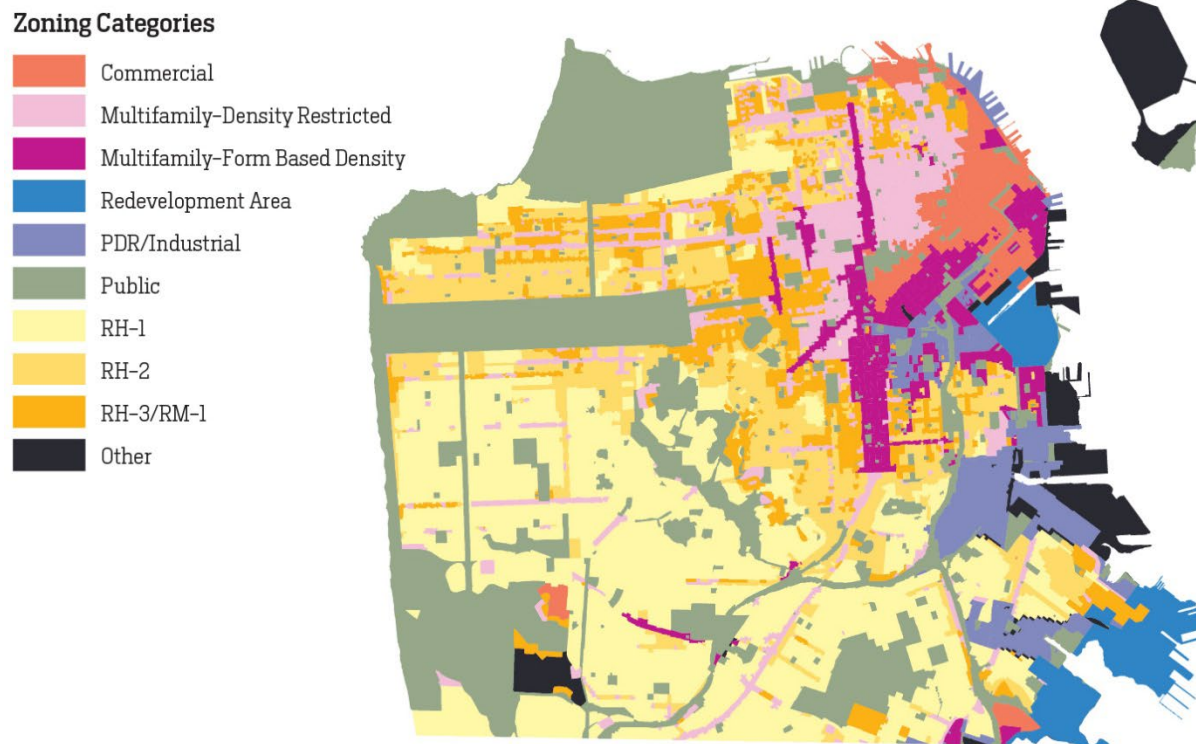 Zoning Categories
Commercial
Multifamily-Density Restricted
Multifamily-Form Based Density
Redevelopment Area
PDR/Industrial
Public
RH-1
RH-2
RH-3/RM-1
Other